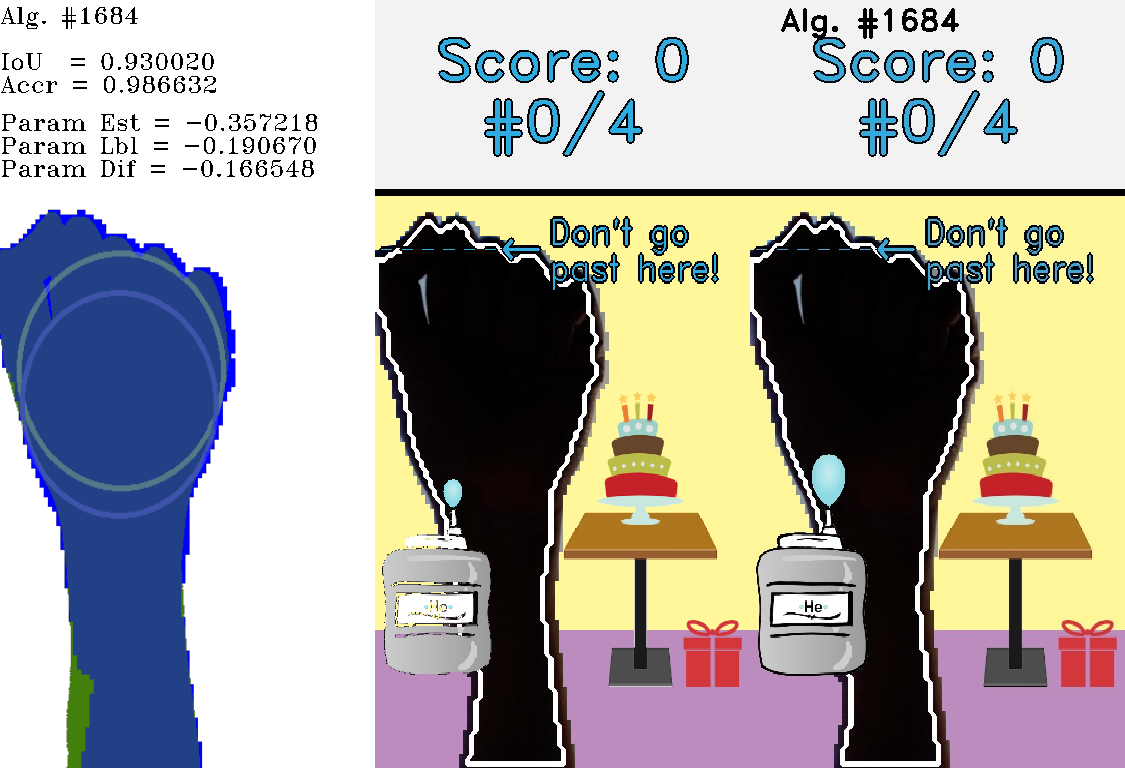 Alg. #1684
IoU = 0.930020
Accr = 0.986632
Param Est = −0.357218
Param Lbl = −0.190670
Param Dif = −0.166548
Score: 0
#0/4
Don't go
past here!
He
Alg. #1684
Score: 0
#0/4
Don't go
past here!
He